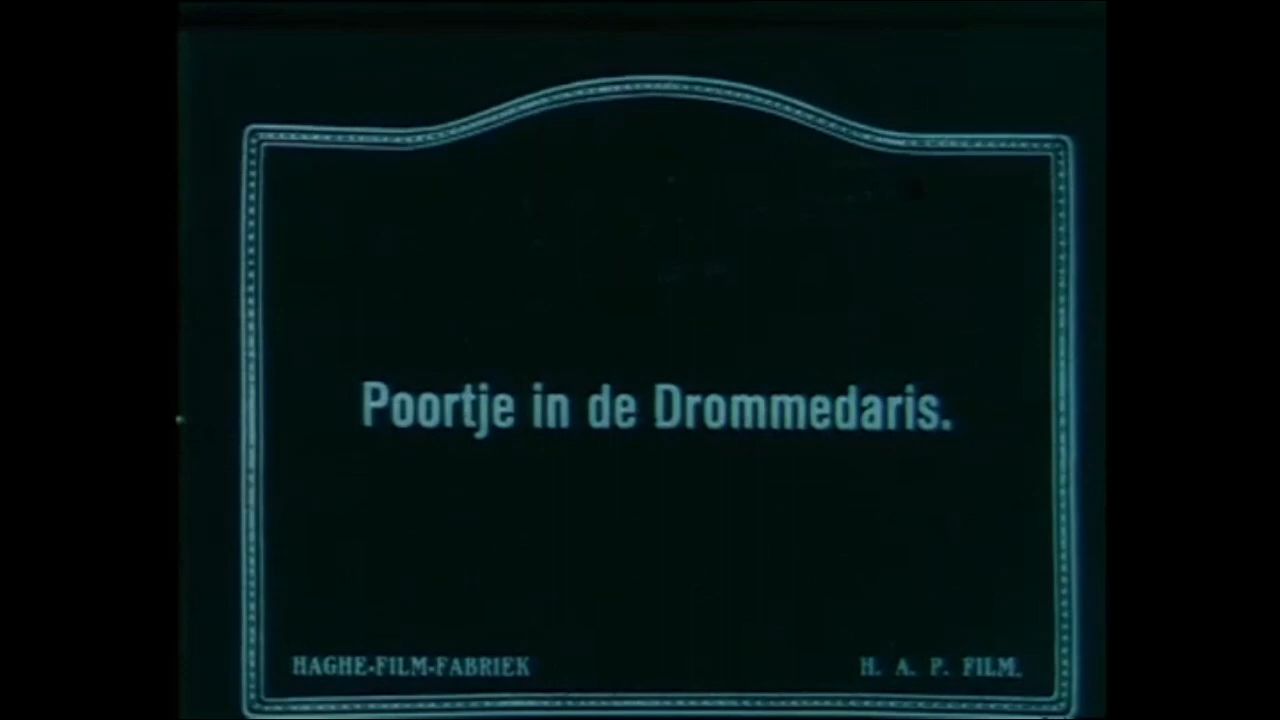 Poortje in de Drommedaris.
HAGHE-FILM-FABRIEK H. A. P. FILM.